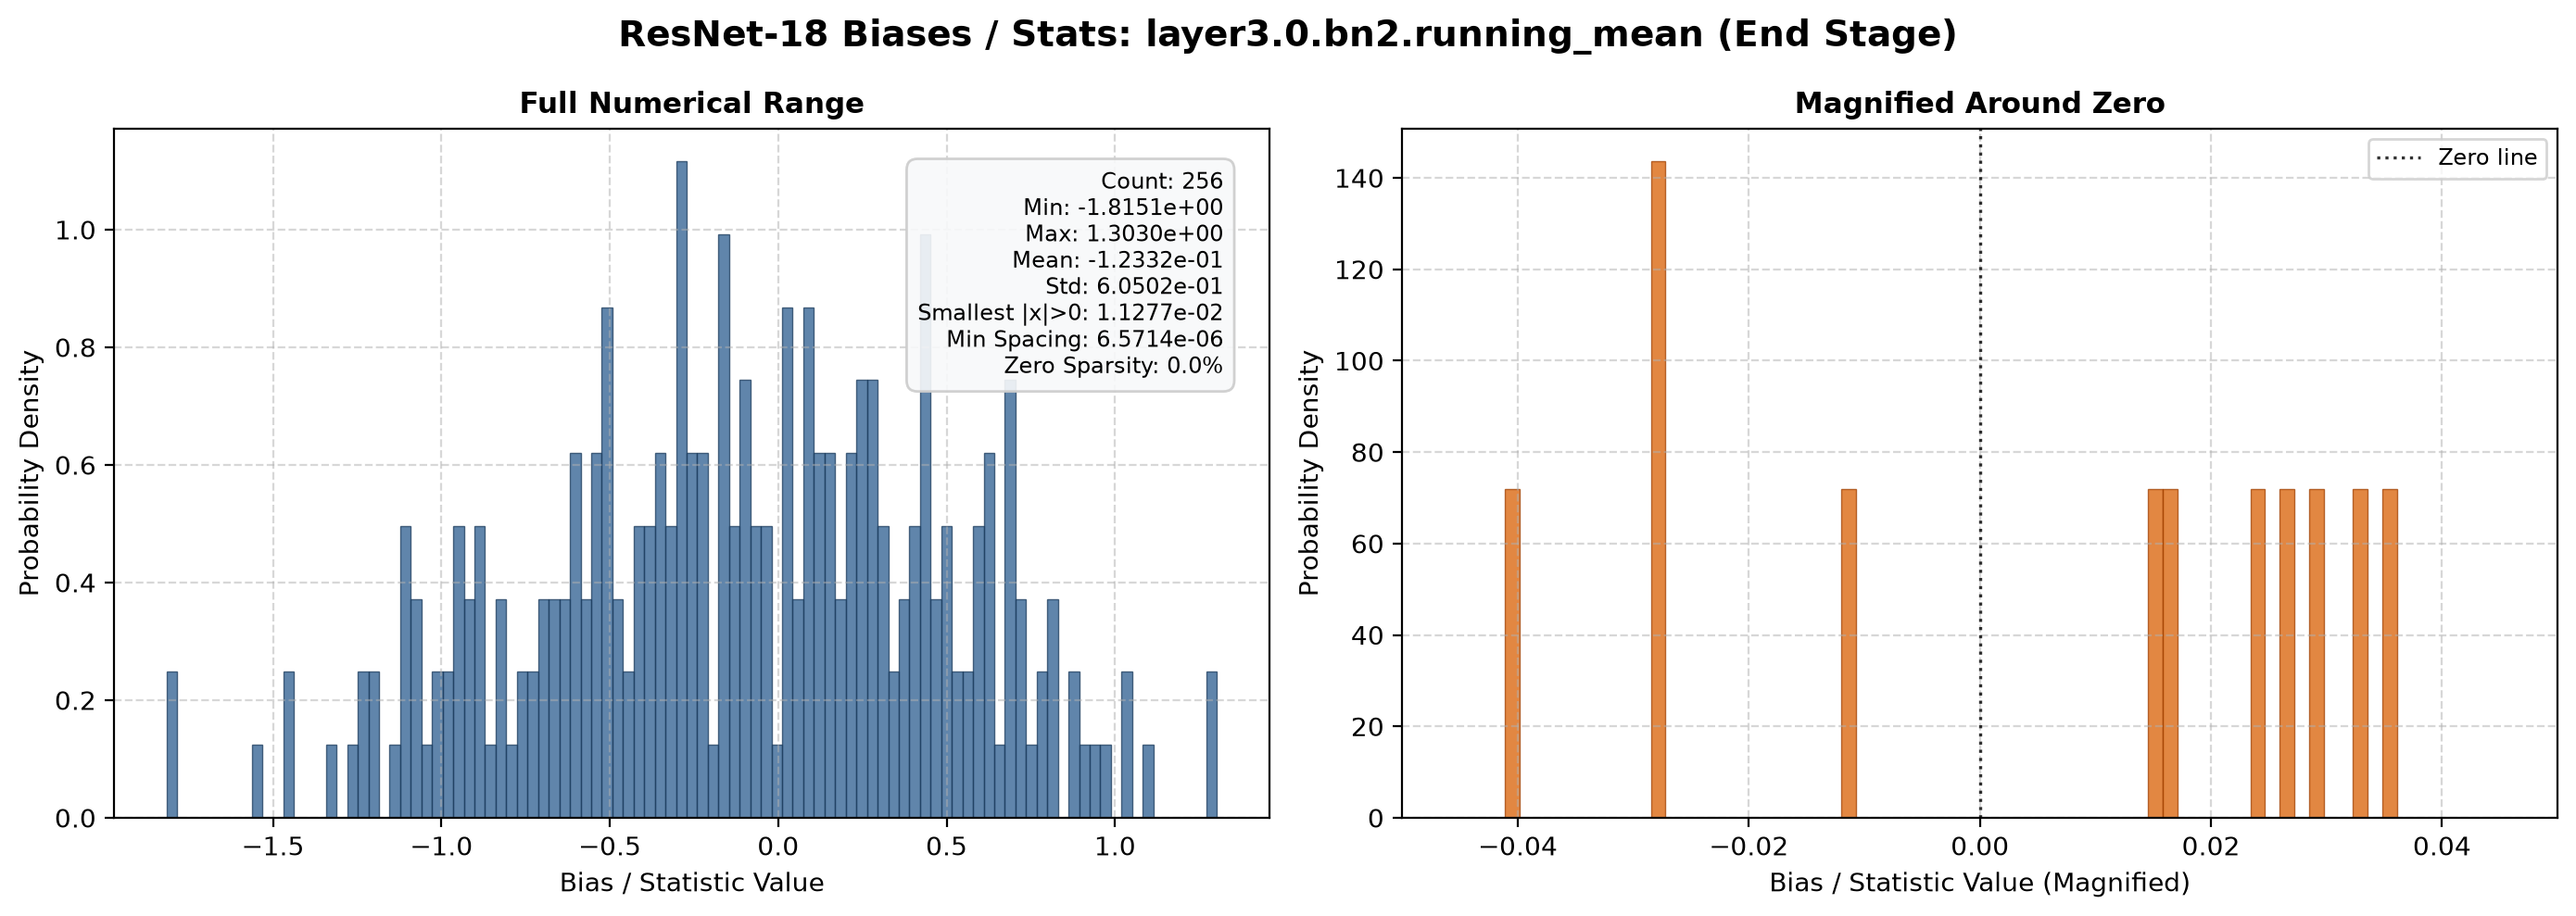 ResNet-18 Biases / Stats: layer3.0.bn2.running_mean (End Stage)
Full Numerical Range
Probability Density
1.0
0.8
0.6
0.4
0.2
0.0
Count: 256
Min: -1.8151e+00
Max: 1.3030e+00
Mean: -1.2332e-01
Std: 6.0502e-01
Smallest |x|>0: 1.1277e-02
Min Spacing: 6.5714e-06
Zero Sparsity: 0.0%
−1.5 −1.0 −0.5 0.0 0.5 1.0
Bias / Statistic Value
Magnified Around Zero
Probability Density
140
120
100
80
60
40
20
0
Zero line
−0.04 −0.02 0.00 0.02 0.04
Bias / Statistic Value (Magnified)